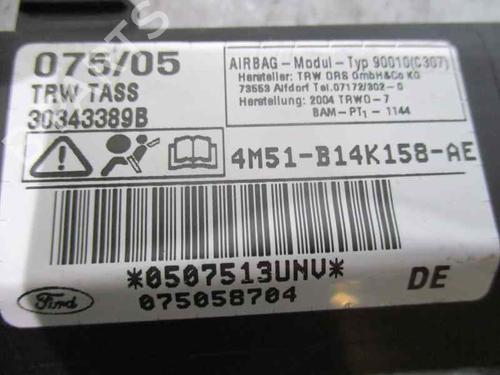 075/05
TRW TASS
30343389B
AIRBAG-Modul-Typ 90010(C307)
Hersteller: TRW ORS GmbH&Co KG
73553 Alfdorf Tel.07172/302-0
Herstellung: 2004 TRWO-7
BAM-PT1-1144
4M51-B14K158-AE
*0507513UNV*
075058704
DE
Ford